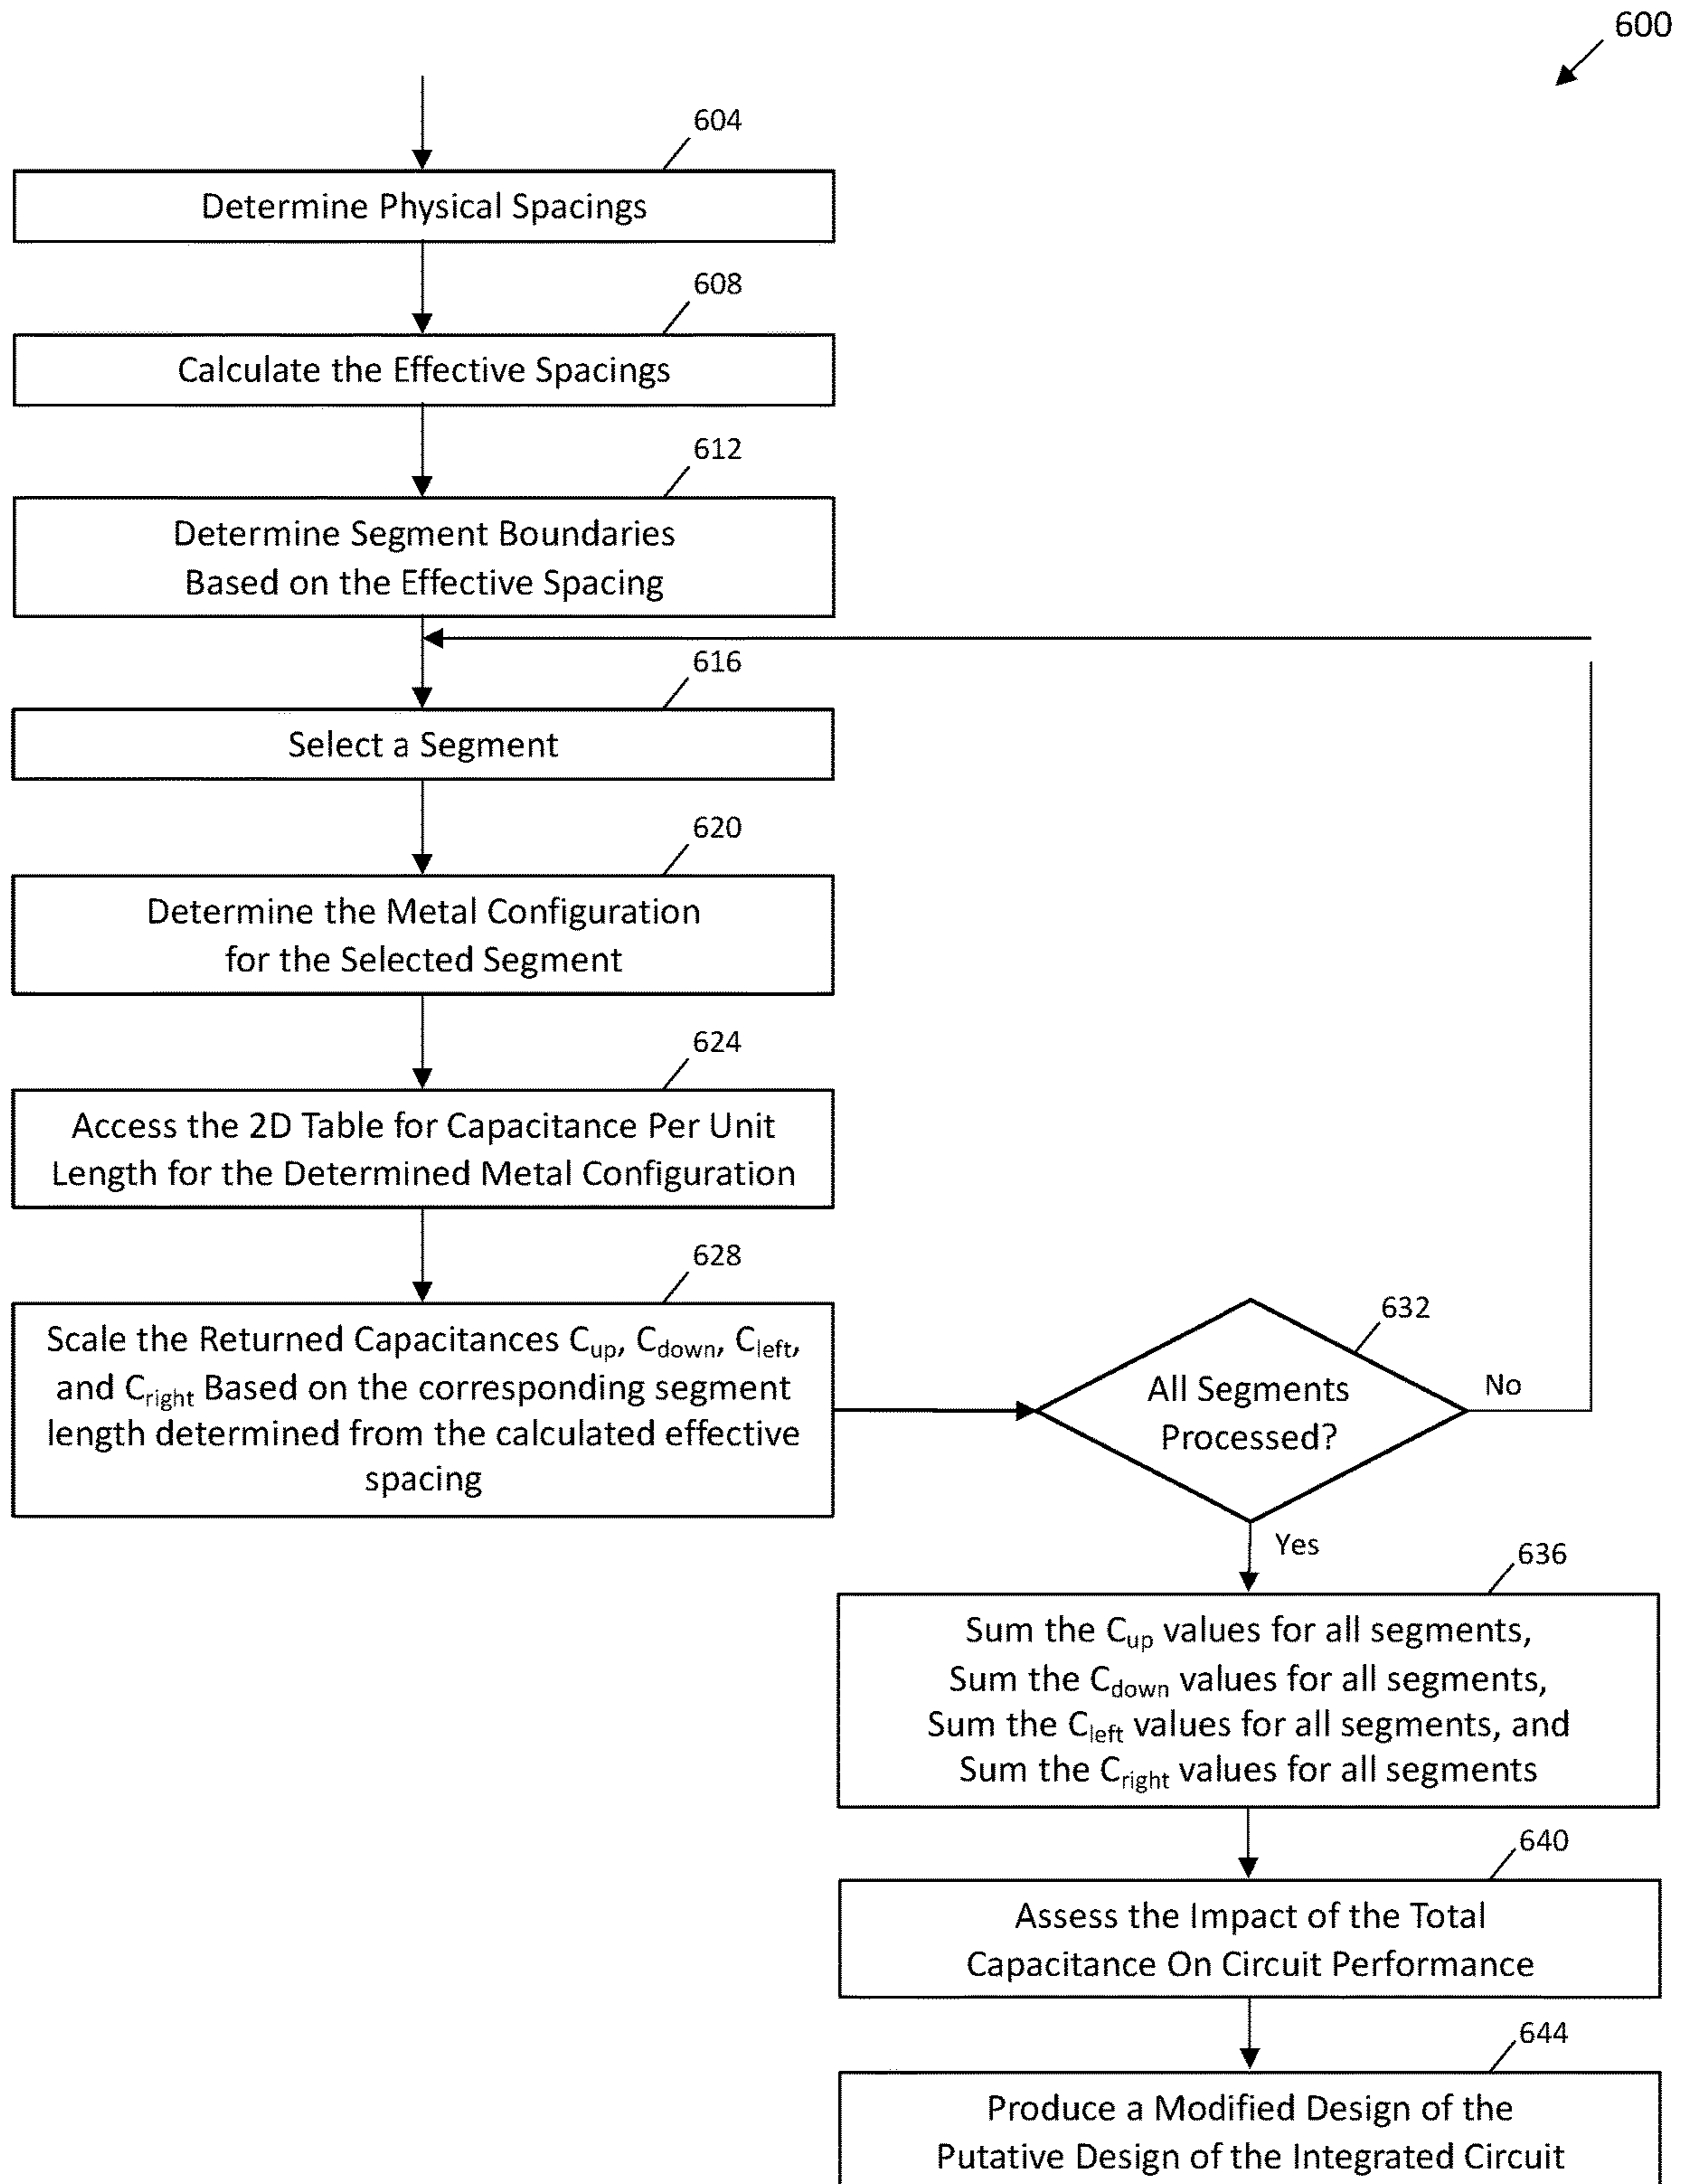 600
604
Determine Physical Spacings
608
Calculate the Effective Spacings
612
Determine Segment Boundaries
Based on the Effective Spacing
616
Select a Segment
620
Determine the Metal Configuration
for the Selected Segment
624
Access the 2D Table for Capacitance Per Unit
Length for the Determined Metal Configuration
628
Scale the Returned Capacitances Cup, Cdown, Cleft,
and Cright Based on the corresponding segment
length determined from the calculated effective
spacing
632
All Segments
Processed?
No
Yes
636
Sum the Cup values for all segments,
Sum the Cdown values for all segments,
Sum the Cleft values for all segments, and
Sum the Cright values for all segments
640
Assess the Impact of the Total
Capacitance On Circuit Performance
644
Produce a Modified Design of the
Putative Design of the Integrated Circuit